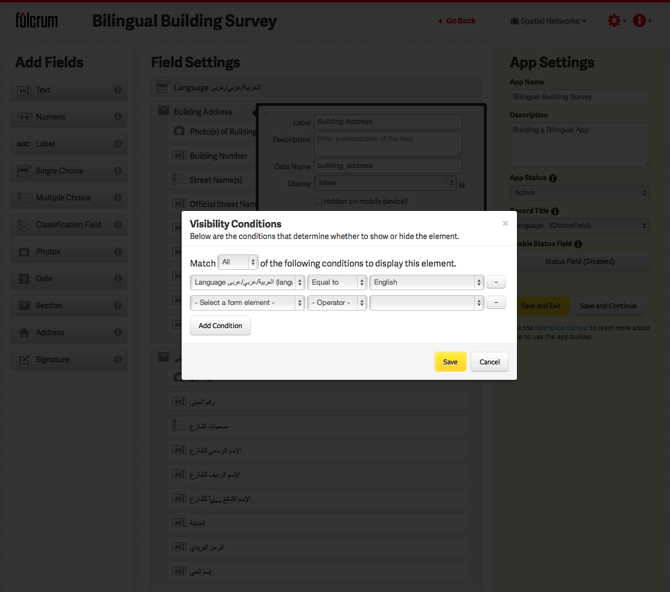 fulcrum
Bilingual Building Survey
Go Back
Spatial Networks
Add Fields
Text
Numeric
ABC Label
Single Choice
Multiple Choice
Classification Field
Photos
Date
Section
Address
Signature
Field Settings
Language العربية/عربي/عربى
Building Address
Photo(s) of Building
Building Number
Street Name(s)
Official Street Nam
Label Building Address
Description Enter a description of the field
Data Name building_address
Display Inline
Hidden on mobile device?
Visibility Conditions
Below are the conditions that determine whether to show or hide the element.
Match All of the following conditions to display this element.
Language العربية/عربي/عربى (langu Equal to English
- Select a form element - - Operator -
Add Condition
Save Cancel
رقم المبنى
مسميات الشارع
الإسم الرسمي للشارع
الإسم الرديف للشارع
الإسم الشائع محلياً للشارع
المدينة
الرمز البريدي
إسم الحي
App Settings
App Name
Bilingual Building Survey
Description
Building a Bilingual App
App Status
Active
Record Title
Language_ (ChoiceField)
able Status Field
Status Field (Disabled)
Save and Exit Save and Continue
e the reference manual to learn more about
w to use the app builder.